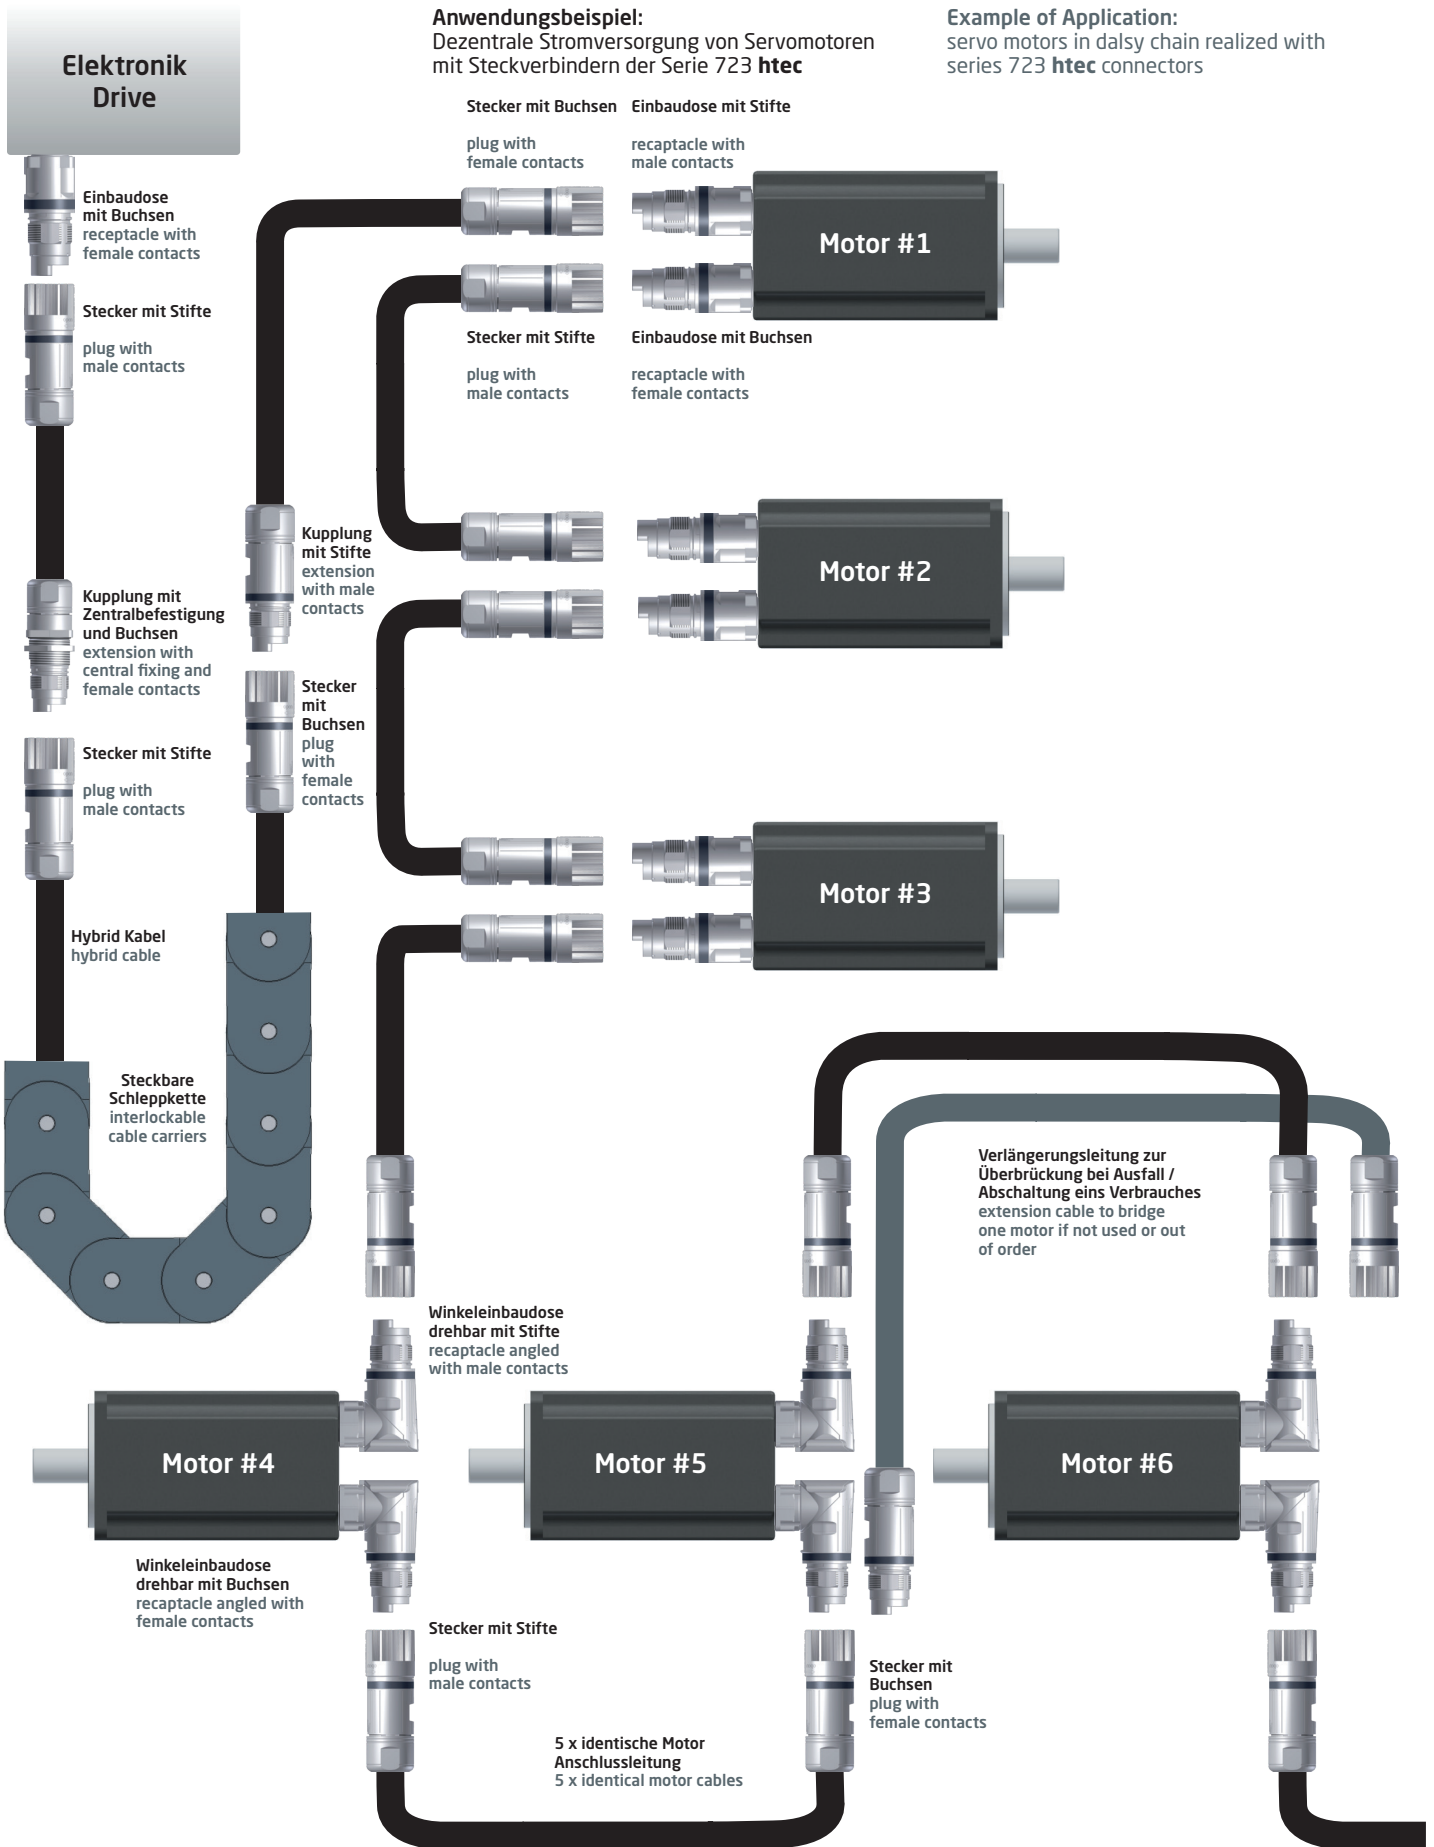 Anwendungsbeispiel:
Dezentrale Stromversorgung von Servomotoren
mit Steckverbindern der Serie 723 htec
Example of Application:
servo motors in dalsy chain realized with
series 723 htec connectors
Elektronik
Drive
Einbaudose
mit Buchsen
receptacle with
female contacts
Stecker mit Stifte
plug with
male contacts
Kupplung mit
Zentralbefestigung
und Buchsen
extension with
central fixing and
female contacts
Stecker mit Stifte
plug with
male contacts
Hybrid Kabel
hybrid cable
Steckbare
Schleppkette
interlockable
cable carriers
Kupplung
mit Stifte
extension
with male
contacts
Stecker
mit
Buchsen
plug
with
female
contacts
Stecker mit Buchsen
plug with
female contacts
Einbaudose mit Stifte
recaptacle with
male contacts
Motor #1
Stecker mit Stifte
plug with
male contacts
Einbaudose mit Buchsen
recaptacle with
female contacts
Motor #2
Motor #3
Verlängerungsleitung zur
Überbrückung bei Ausfall /
Abschaltung eins Verbrauches
extension cable to bridge
one motor if not used or out
of order
Winkeleinbaudose
drehbar mit Stifte
recaptacle angled
with male contacts
Motor #4
Motor #5
Motor #6
Winkeleinbaudose
drehbar mit Buchsen
recaptacle angled with
female contacts
Stecker mit Stifte
plug with
male contacts
Stecker mit
Buchsen
plug with
female contacts
5 x identische Motor
Anschlussleitung
5 x identical motor cables